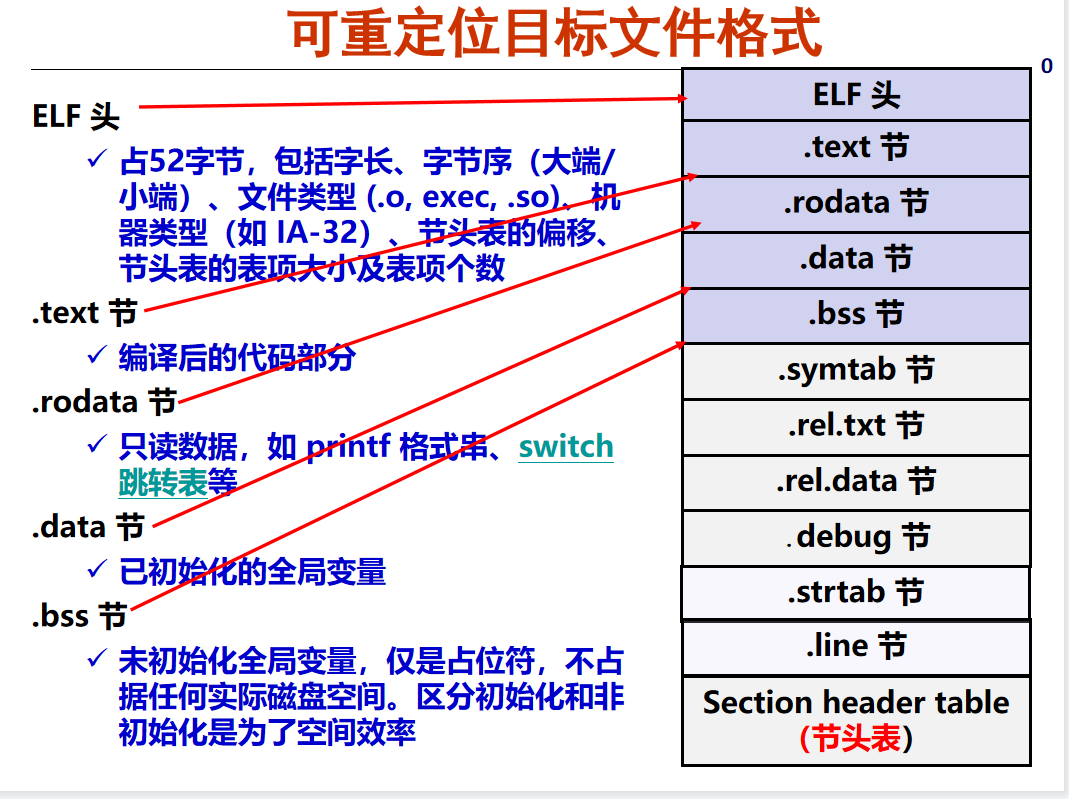 可重定位目标文件格式
0
ELF 头
占52字节，包括字长、字节序（大端/
小端）、文件类型 (.o, exec, .so)、机
器类型（如 IA-32）、节头表的偏移、
节头表的表项大小及表项个数
.text 节
编译后的代码部分
.rodata 节
只读数据，如 printf 格式串、switch
跳转表等
.data 节
已初始化的全局变量
.bss 节
未初始化全局变量，仅是占位符，不占
据任何实际磁盘空间。区分初始化和非
初始化是为了空间效率
ELF 头
.text 节
.rodata 节
.data 节
.bss 节
.symtab 节
.rel.txt 节
.rel.data 节
.debug 节
.strtab 节
.line 节
Section header table
(节头表)